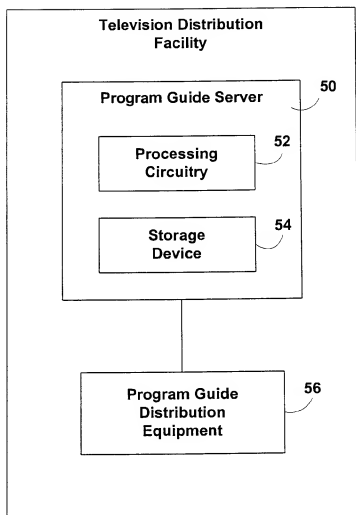 Television Distribution
Facility
Program Guide Server
50
Processing
Circuitry
52
Storage
Device
54
Program Guide
Distribution
Equipment
56